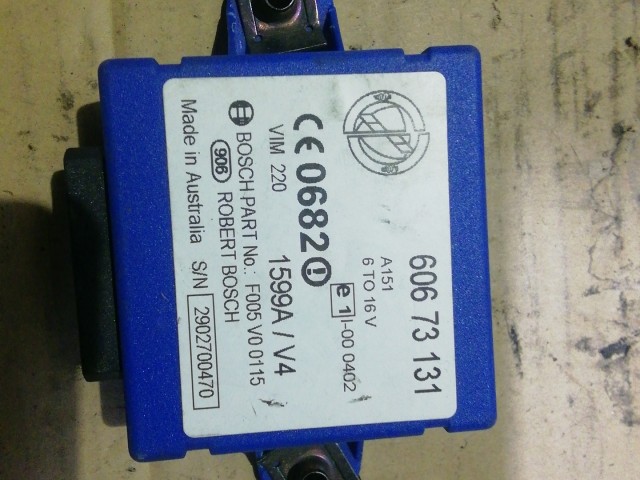 606 73 131
A151
6 TO 16 V
e1 I-00 0402
CE 0682
VIM 220 1599A / V4
BOSCH PART No.: F005 V0 0115
906 ROBERT BOSCH
Made in Australia S/N 2902700470